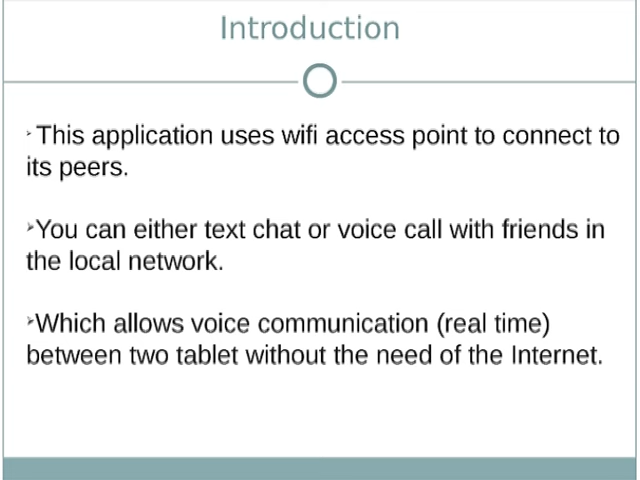 Introduction
This application uses wifi access point to connect to
its peers.
You can either text chat or voice call with friends in
the local network.
Which allows voice communication (real time)
between two tablet without the need of the Internet.